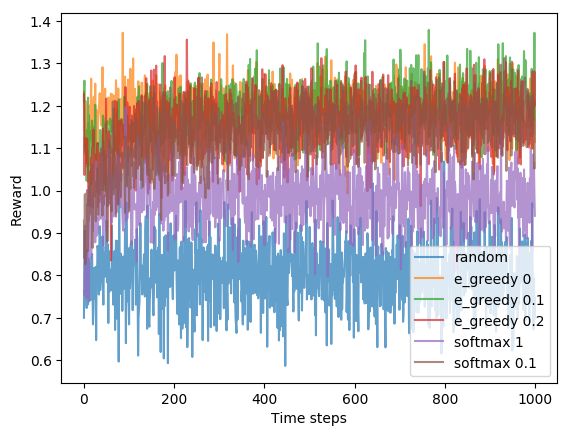 1.4
1.3
1.2
1.1
1.0
0.9
0.8
0.7
0.6
Reward
random
e_greedy 0
e_greedy 0.1
e_greedy 0.2
softmax 1
softmax 0.1
0 200 400 600 800 1000
Time steps